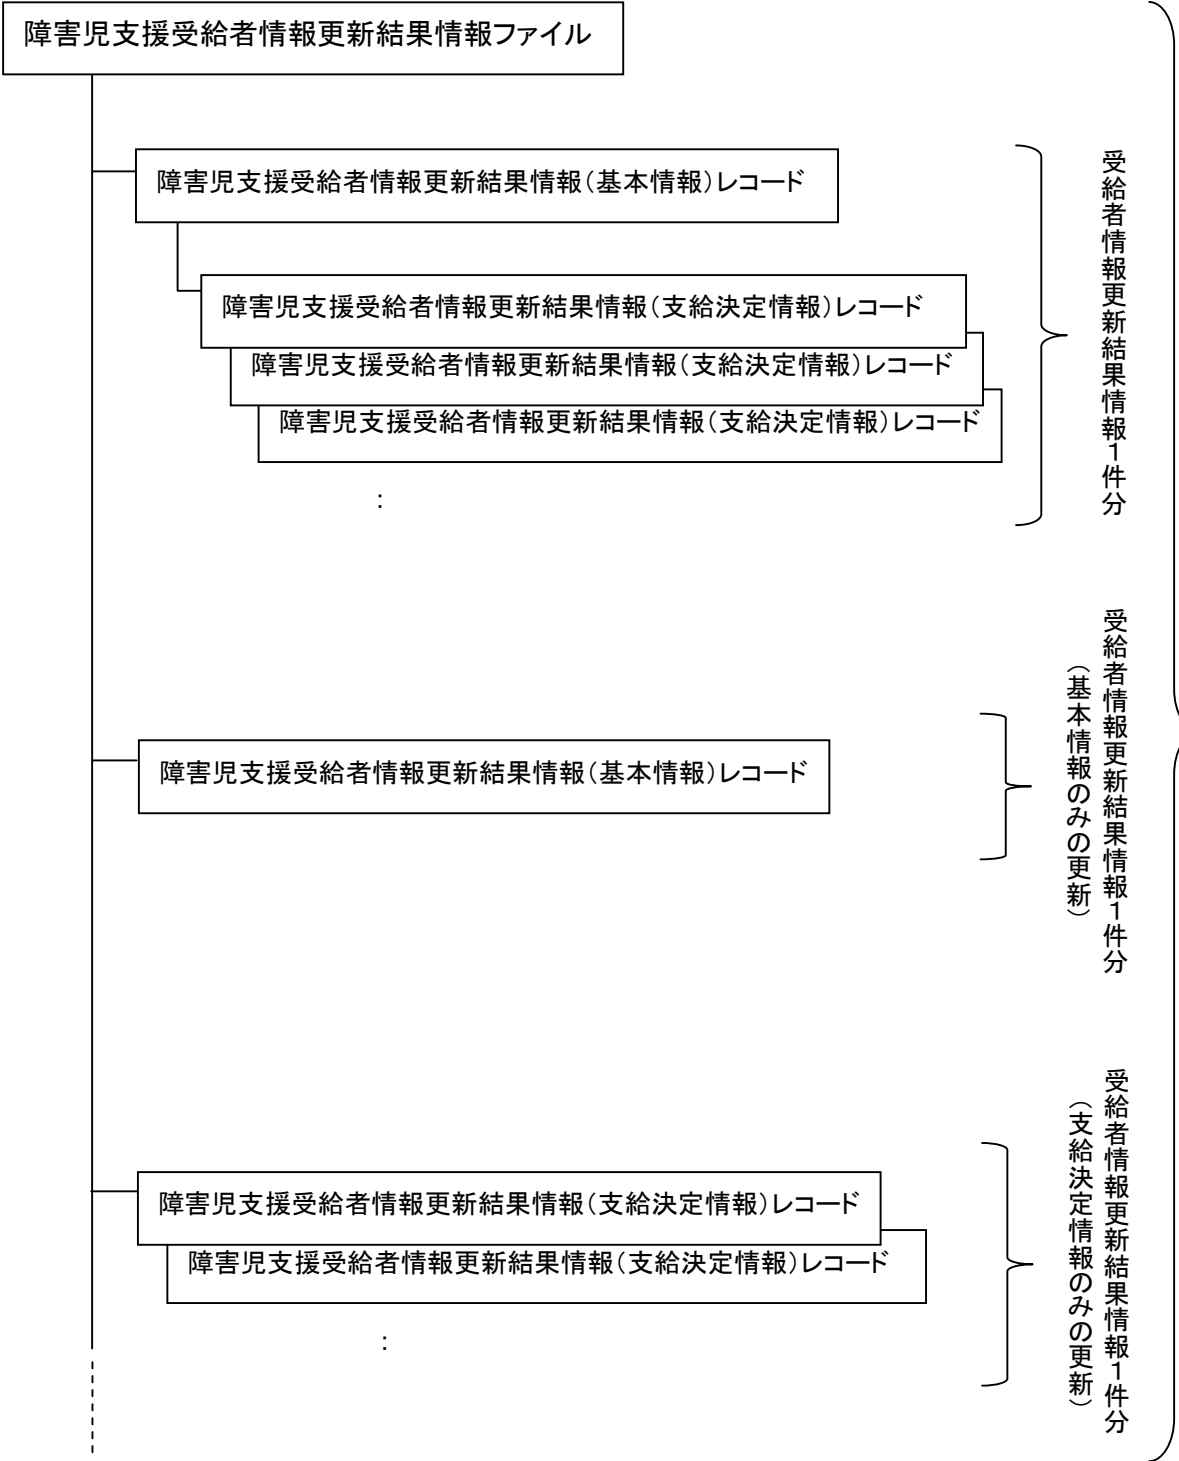 障害児支援受給者情報更新結果情報ファイル
障害児支援受給者情報更新結果情報（基本情報）レコード
障害児支援受給者情報更新結果情報（支給決定情報）レコード
障害児支援受給者情報更新結果情報（支給決定情報）レコード
障害児支援受給者情報更新結果情報（支給決定情報）レコード
：
受給者情報更新結果情報１件分
障害児支援受給者情報更新結果情報（基本情報）レコード
受給者情報更新結果情報１件分
（基本情報のみの更新）
障害児支援受給者情報更新結果情報（支給決定情報）レコード
障害児支援受給者情報更新結果情報（支給決定情報）レコード
：
受給者情報更新結果情報１件分
（支給決定情報のみの更新）